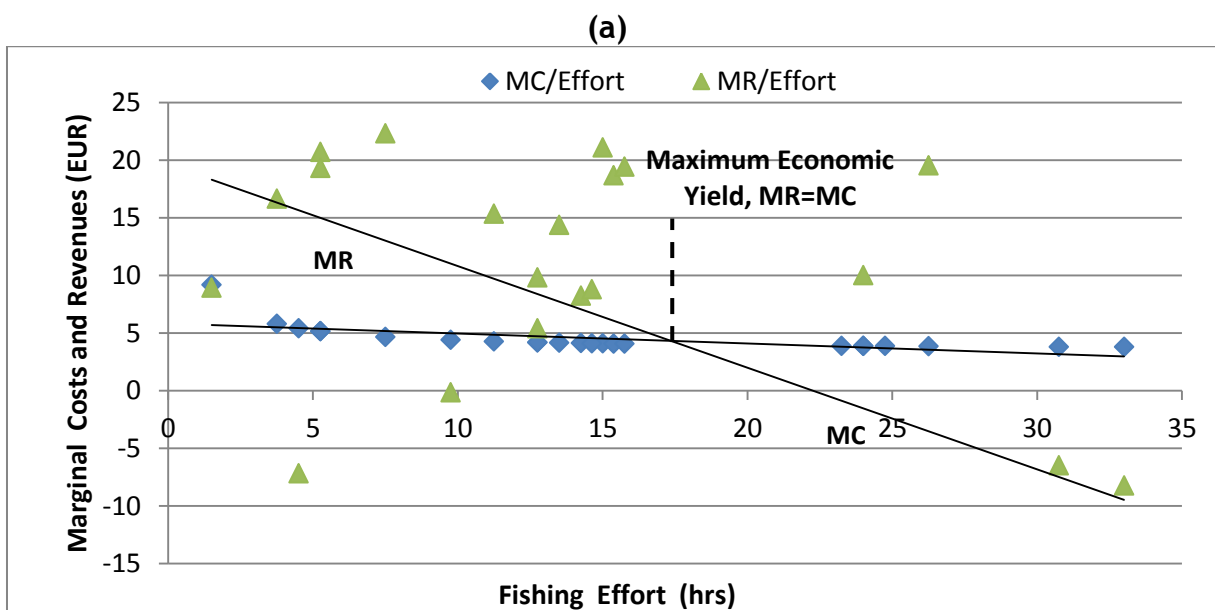 (a)
MC/Effort MR/Effort
25
20
15
10
5
0
-5
-10
-15
0 5 10 15 20 25 30 35
Marginal Costs and Revenues (EUR)
Maximum Economic
Yield, MR=MC
MR
MC
Fishing Effort (hrs)